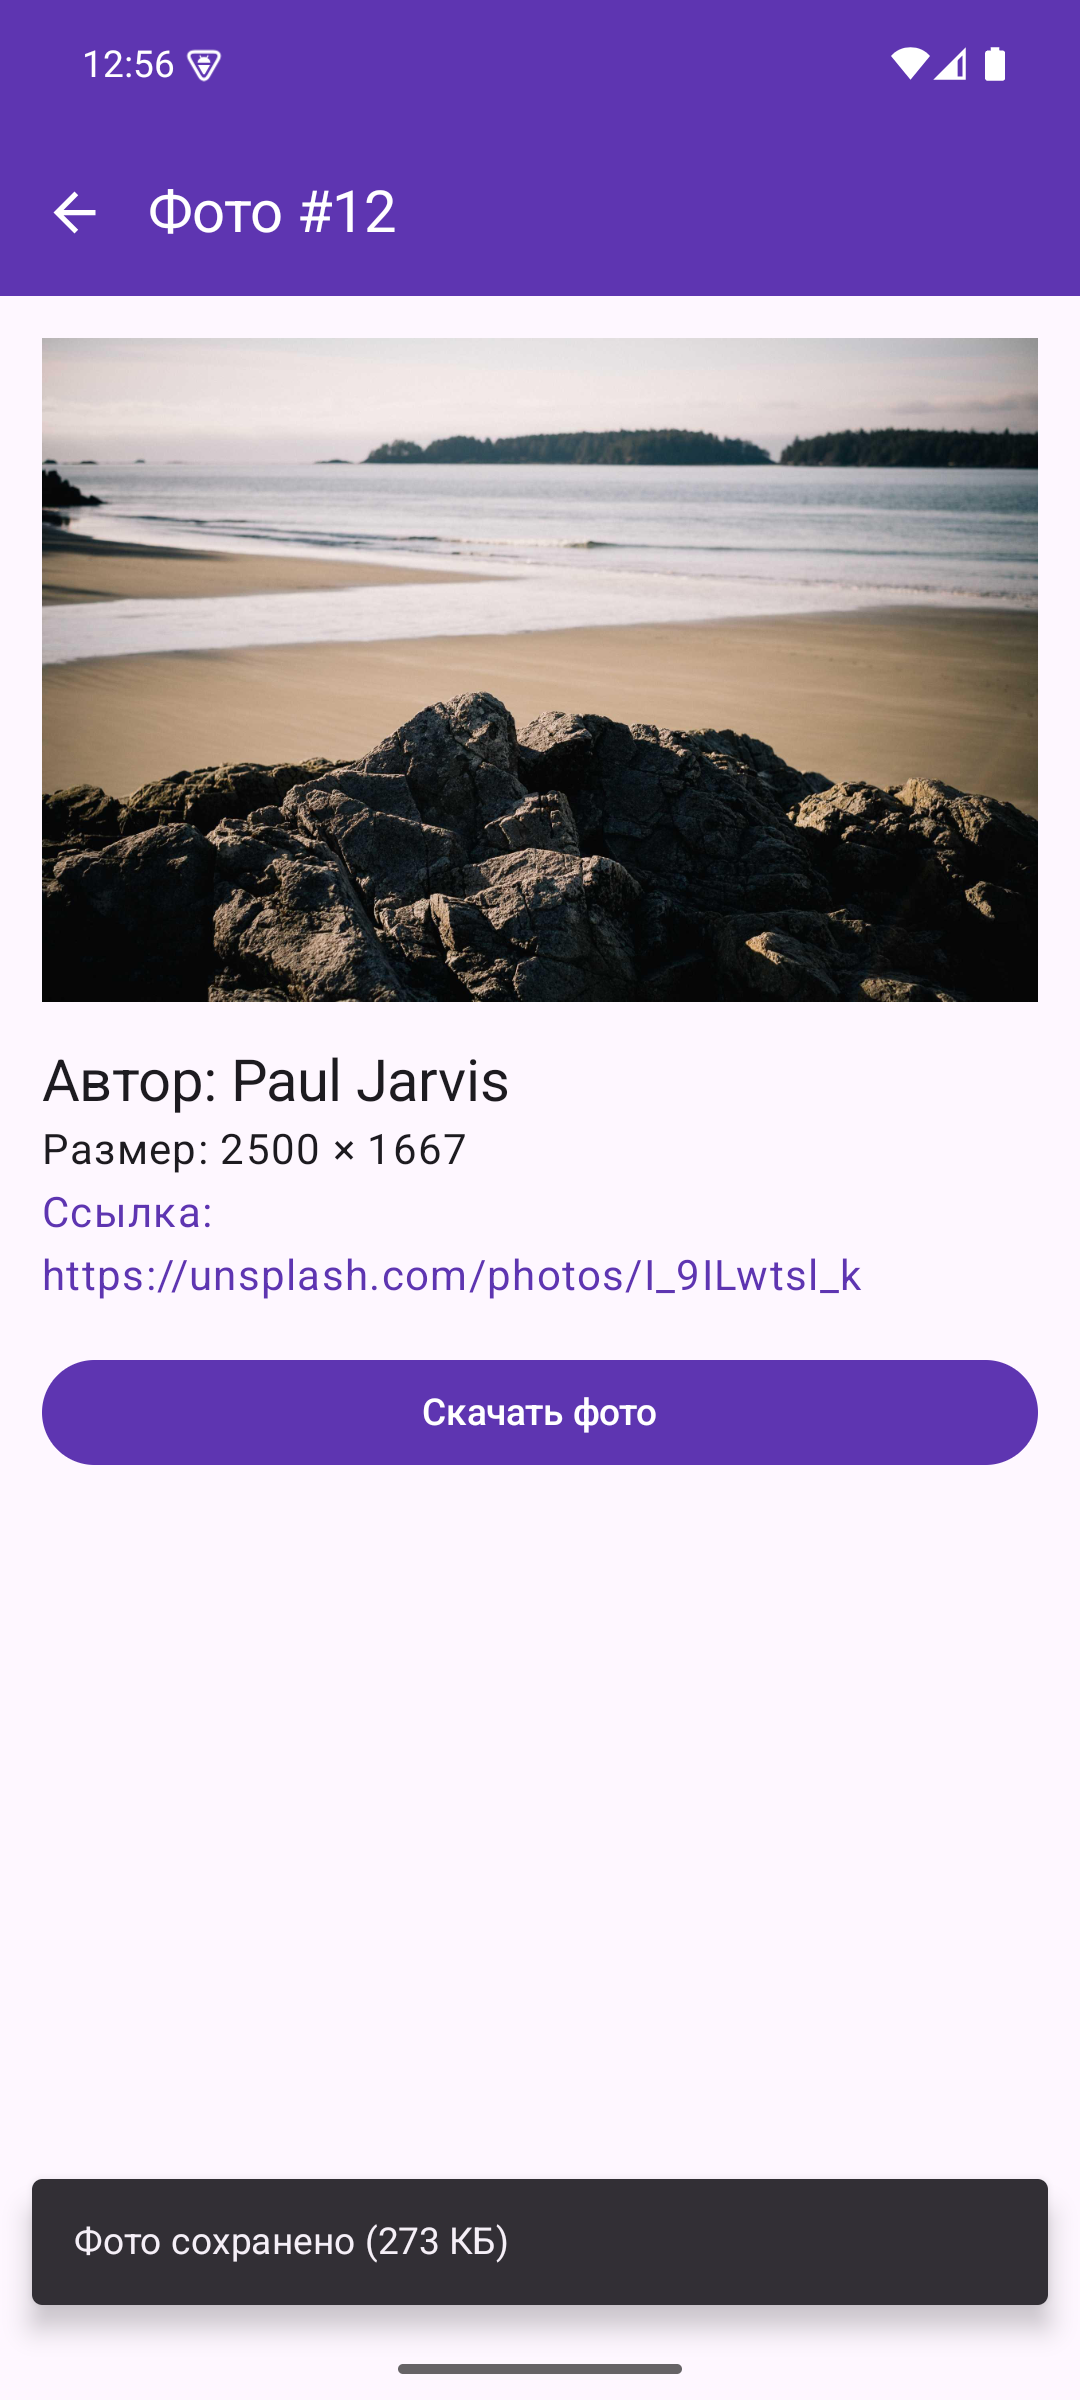 12:56
Фото #12
Автор: Paul Jarvis
Размер: 2500 × 1667
Ссылка:
https://unsplash.com/photos/I_9ILwtsl_k
Скачать фото
Фото сохранено (273 КБ)